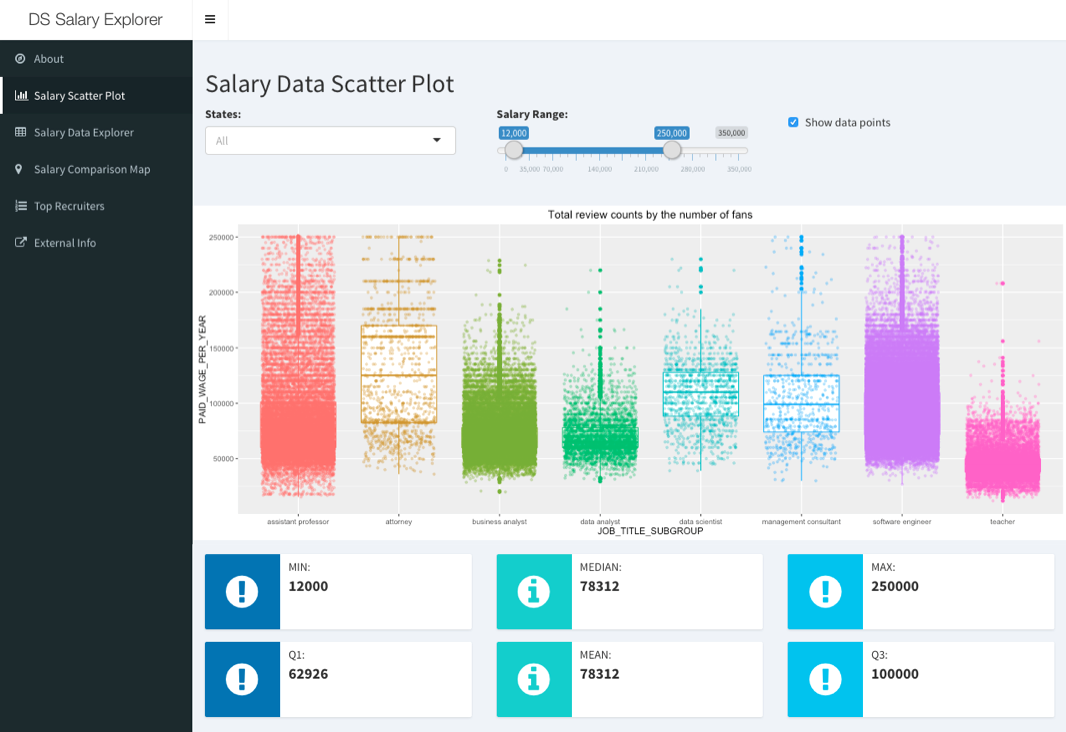 DS Salary Explorer
About
Salary Scatter Plot
Salary Data Explorer
Salary Comparison Map
Top Recruiters
External Info
Salary Data Scatter Plot
States:
All
Salary Range:
12,000 250,000 350,000
0 35,000 70,000 140,000 210,000 280,000 350,000
Show data points
Total review counts by the number of fans
PAID_WAGE_PER_YEAR
250000
200000
150000
100000
50000
assistant professor attorney business analyst data analyst data scientist management consultant software engineer teacher
JOB_TITLE_SUBGROUP
MIN:
12000
MEDIAN:
78312
MAX:
250000
Q1:
62926
MEAN:
78312
Q3:
100000